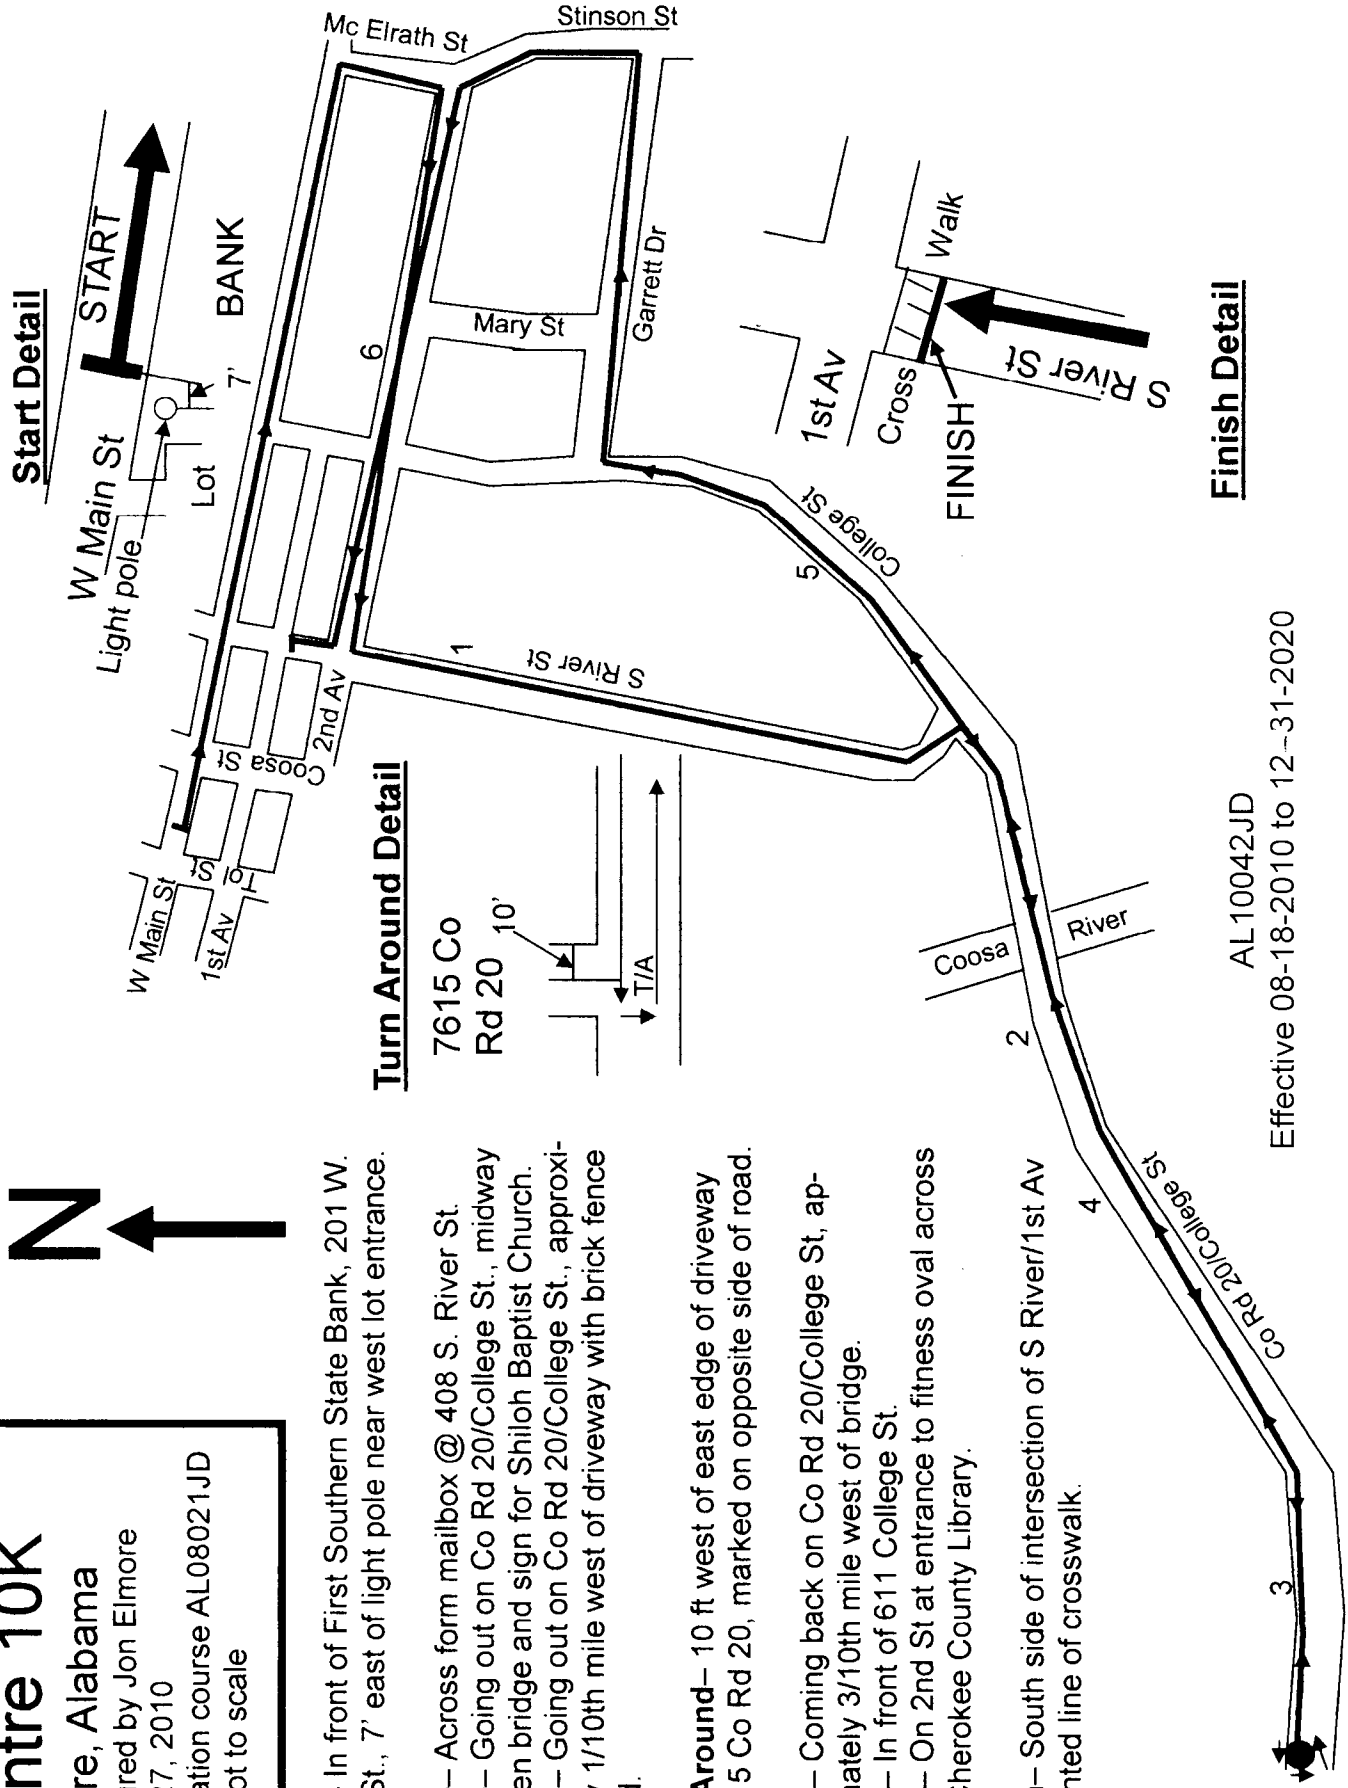 ntre 10K
re, Alabama
red by Jon Elmore
27, 2010
ation course AL08021JD
ot to scale
N
In front of First Southern State Bank, 201 W.
St., 7' east of light pole near west lot entrance.
– Across form mailbox @ 408 S. River St.
– Going out on Co Rd 20/College St., midway
en bridge and sign for Shiloh Baptist Church.
– Going out on Co Rd 20/College St., approxi-
y 1/10th mile west of driveway with brick fence
Around– 10 ft west of east edge of driveway
5 Co Rd 20, marked on opposite side of road.
– Coming back on Co Rd 20/College St, ap-
nately 3/10th mile west of bridge.
– In front of 611 College St.
– On 2nd St at entrance to fitness oval across
Cherokee County Library.
– South side of intersection of S River/1st Av
nted line of crosswalk.
Start Detail
START
W Main St
Light pole
Lot
7'
BANK
Mc Elrath St
Stinson St
6
Mary St
Garrett Dr
W Main St
1st Av
Tol St
Coosa St
2nd Av
1
S River St
5
College St
Turn Around Detail
7615 Co
Rd 20
10'
T/A
1st Av
Cross
Walk
FINISH
S River St
Finish Detail
Coosa
River
2
4
Co Rd 20/College St
3
AL10042JD
Effective 08-18-2010 to 12-31-2020